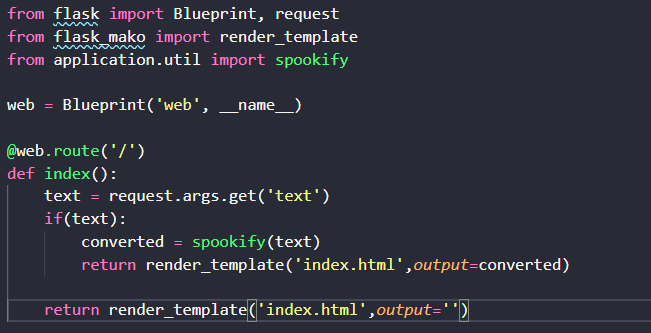 from flask import Blueprint, request
from flask_mako import render_template
from application.util import spookify

web = Blueprint('web', __name__)

@web.route('/')
def index():
    text = request.args.get('text')
    if(text):
        converted = spookify(text)
        return render_template('index.html',output=converted)

    return render_template('index.html',output='')